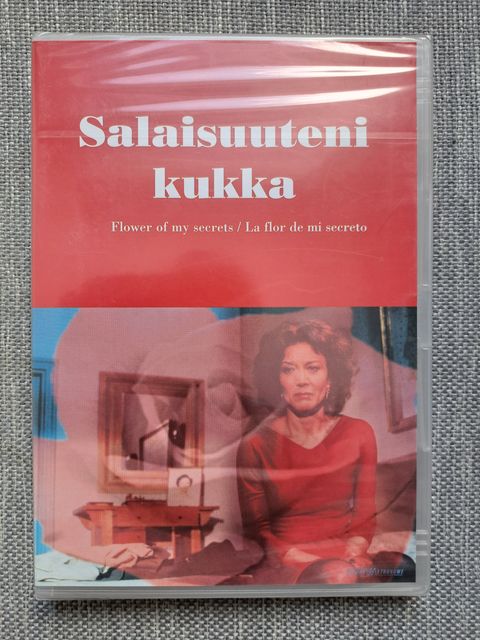 Salaisuuteni
kukka
Flower of my secrets / La flor de mi secreto